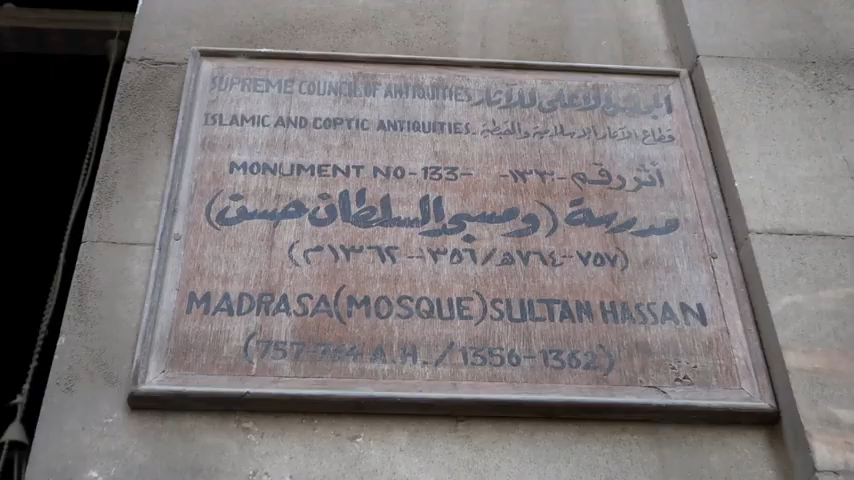 SUPREME COUNCIL OF ANTIQUITIES المجلس الأعلى للآثار
ISLAMIC AND COPTIC ANTIQUITIES - قطاع الآثار الإسلامية والقبطية
MONUMENT NO - 133 - أثر رقم - ١٣٣ -
مدرسة (ومسجد السلطان حسن)
(٧٥٧-٧٦٤هـ/١٣٥٦-١٣٦٢م)
MADRASA (MOSQUE) SULTAN HASSAN
(757-764 A.H./1356-1362)